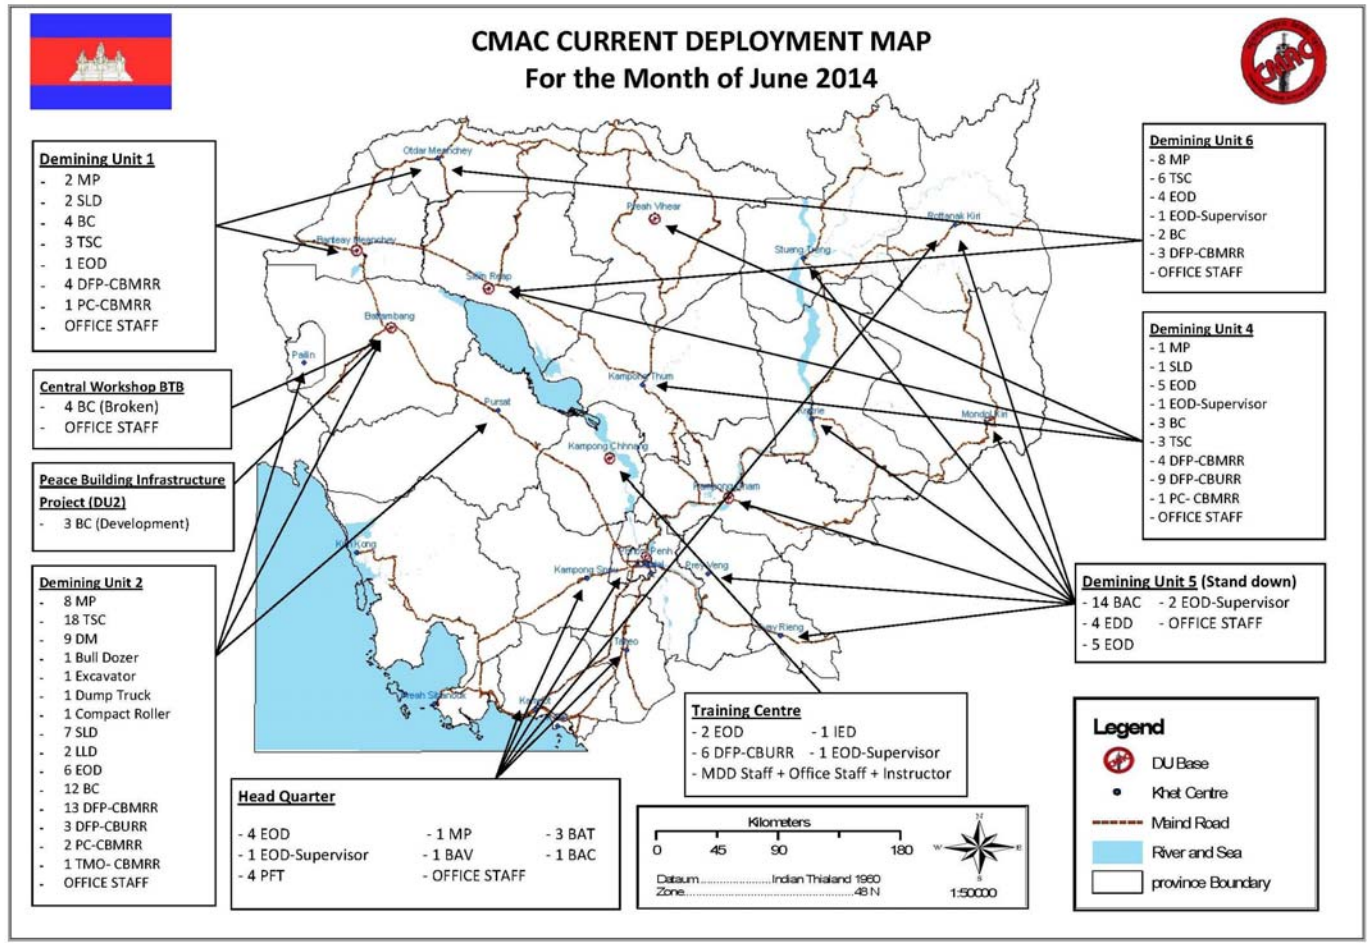 CMAC CURRENT DEPLOYMENT MAP
For the Month of June 2014
CMAC
Demining Unit 1
- 2 MP
- 2 SLD
- 4 BC
- 3 TSC
- 1 EOD
- 4 DFP-CBMRR
- 1 PC-CBMRR
- OFFICE STAFF
Central Workshop BTB
- 4 BC (Broken)
- OFFICE STAFF
Peace Building Infrastructure
Project (DU2)
- 3 BC (Development)
Demining Unit 2
- 8 MP
- 18 TSC
- 9 DM
- 1 Bull Dozer
- 1 Excavator
- 1 Dump Truck
- 1 Compact Roller
- 7 SLD
- 2 LLD
- 6 EOD
- 12 BC
- 13 DFP-CBMRR
- 3 DFP-CBURR
- 2 PC-CBMRR
- 1 TMO- CBMRR
- OFFICE STAFF
Otdar Meanchey
Banteay Meanchey
Preah Vihear
Rottanak Kiri
Stueng Treng
Siem Reap
Battambang
Pailin
Kampong Thum
Pursat
Kratie
Mondol Kiri
Kampong Chhnang
Kampong Cham
Phnom Penh
Kampong Speu
Prey Veng
Svay Rieng
Takeo
Preah Sihanouk
Kampot
Demining Unit 6
- 8 MP
- 6 TSC
- 4 EOD
- 1 EOD-Supervisor
- 2 BC
- 3 DFP-CBMRR
- OFFICE STAFF
Demining Unit 4
- 1 MP
- 1 SLD
- 5 EOD
- 1 EOD-Supervisor
- 3 BC
- 3 TSC
- 4 DFP-CBMRR
- 9 DFP-CBURR
- 1 PC- CBMRR
- OFFICE STAFF
Demining Unit 5 (Stand down)
- 14 BAC - 2 EOD-Supervisor
- 4 EDD - OFFICE STAFF
- 5 EOD
Training Centre
- 2 EOD - 1 IED
- 6 DFP-CBURR - 1 EOD-Supervisor
- MDD Staff + Office Staff + Instructor
Head Quarter
- 4 EOD - 1 MP - 3 BAT
- 1 EOD-Supervisor - 1 BAV - 1 BAC
- 4 PFT - OFFICE STAFF
Kilometers
0 45 90 180
Dataum Indian Thialand 1960
Zone 48 N
N
W E
S
1:50000
Legend
DU Base
Khet Centre
Maind Road
River and Sea
province Boundary